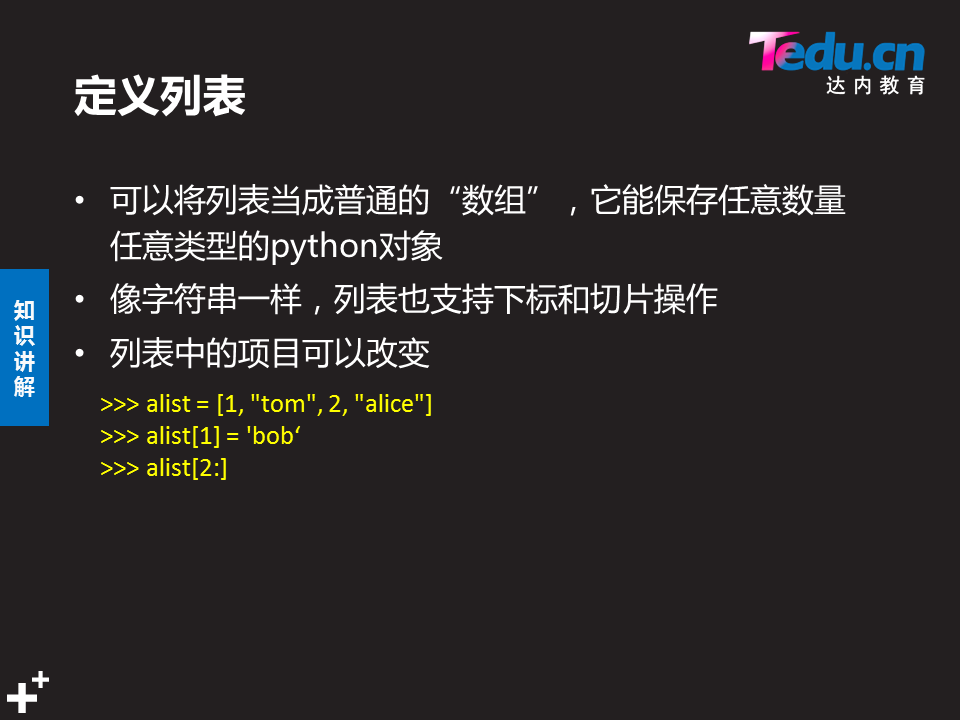 Tedu.cn
达内教育
定义列表
• 可以将列表当成普通的“数组”，它能保存任意数量
任意类型的python对象
• 像字符串一样，列表也支持下标和切片操作
• 列表中的项目可以改变
>>> alist = [1, "tom", 2, "alice"]
>>> alist[1] = 'bob‘
>>> alist[2:]
知
识
讲
解